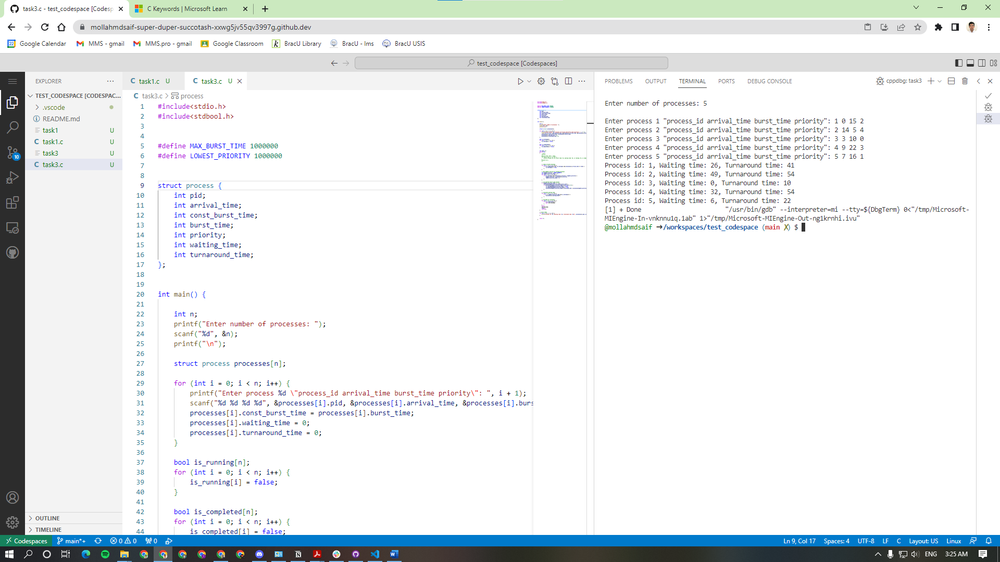 task3.c - test_codespace [Codesp
C Keywords | Microsoft Learn
mollahmdsaif-super-duper-succotash-xxwg5jv55qv3997g.github.dev
Google Calendar
MMS - gmail
MMS.pro - gmail
Google Classroom
BracU Library
BracU - lms
BracU USIS
test_codespace [Codespaces]
EXPLORER
TEST_CODESPACE [CODESPAC...
.vscode
README.md
task1 U
task1.c U
task3 U
task3.c U
OUTLINE
TIMELINE
10
task1.c U
task3.c U
task3.c > process
1 #include<stdio.h>
2 #include<stdbool.h>
3
4
5 #define MAX_BURST_TIME 1000000
6 #define LOWEST_PRIORITY 1000000
7
8
9 struct process {
10 int pid;
11 int arrival_time;
12 int const_burst_time;
13 int burst_time;
14 int priority;
15 int waiting_time;
16 int turnaround_time;
17 };
18
19
20 int main() {
21
22 int n;
23 printf("Enter number of processes: ");
24 scanf("%d", &n);
25 printf("\n");
26
27 struct process processes[n];
28
29 for (int i = 0; i < n; i++) {
30 printf("Enter process %d \"process_id arrival_time burst_time priority\": ", i + 1);
31 scanf("%d %d %d %d", &processes[i].pid, &processes[i].arrival_time, &processes[i].burs
32 processes[i].const_burst_time = processes[i].burst_time;
33 processes[i].waiting_time = 0;
34 processes[i].turnaround_time = 0;
35 }
36
37 bool is_running[n];
38 for (int i = 0; i < n; i++) {
39 is_running[i] = false;
40 }
41
42 bool is_completed[n];
43 for (int i = 0; i < n; i++) {
44 is_completed[i] = false;
PROBLEMS OUTPUT TERMINAL PORTS DEBUG CONSOLE
cppdbg: task3
Enter number of processes: 5
Enter process 1 "process_id arrival_time burst_time priority": 1 0 15 2
Enter process 2 "process_id arrival_time burst_time priority": 2 14 5 4
Enter process 3 "process_id arrival_time burst_time priority": 3 3 10 0
Enter process 4 "process_id arrival_time burst_time priority": 4 9 22 3
Enter process 5 "process_id arrival_time burst_time priority": 5 7 16 1
Process id: 1, Waiting time: 26, Turnaround time: 41
Process id: 2, Waiting time: 49, Turnaround time: 54
Process id: 3, Waiting time: 0, Turnaround time: 10
Process id: 4, Waiting time: 32, Turnaround time: 54
Process id: 5, Waiting time: 6, Turnaround time: 22
[1] + Done "/usr/bin/gdb" --interpreter=mi --tty=${DbgTerm} 0<"/tmp/Microsoft-
MIEngine-In-vnknnu1q.1ab" 1>"/tmp/Microsoft-MIEngine-Out-ng1krnhi.ivu"
@mollahmdsaif ➜/workspaces/test_codespace (main ✗) $
Codespaces
main*+
0 0
0
Ln 9, Col 17
Spaces: 4
UTF-8
LF
C
Layout: US
Linux
ENG
3:25 AM